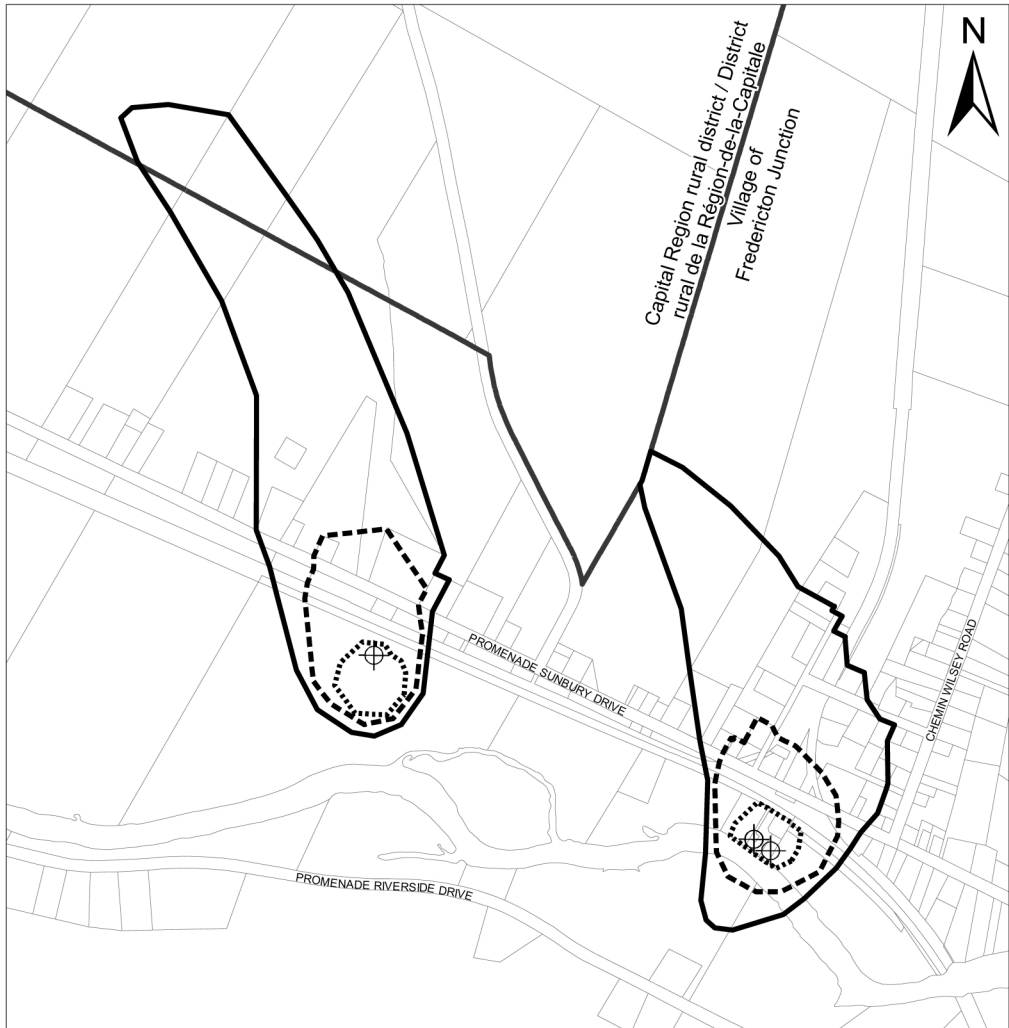 N
Capital Region rural district / District
rural de la Région-de-la-Capitale
Village of
Fredericton Junction
PROMENADE SUNBURY DRIVE
CHEMIN WILSEY ROAD
PROMENADE RIVERSIDE DRIVE